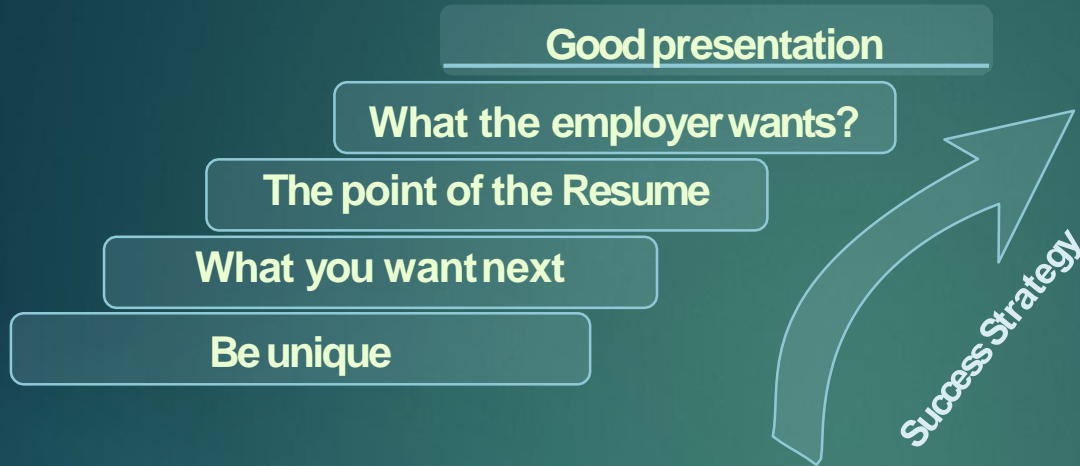 Good presentation
What the employer wants?
The point of the Resume
What you want next
Be unique
Success Strategy